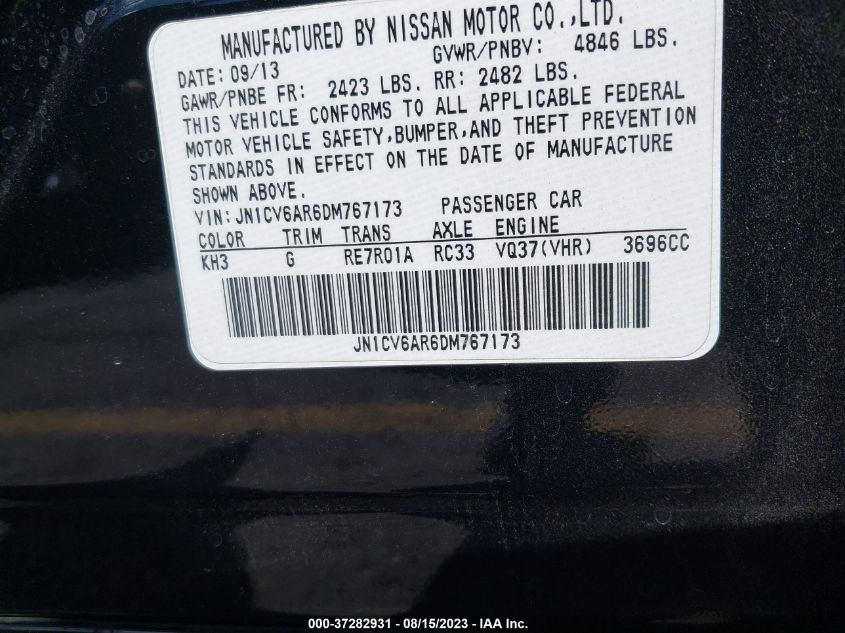 MANUFACTURED BY NISSAN MOTOR CO.,LTD.
DATE: 09/13 GVWR/PNBV: 4846 LBS.
GAWR/PNBE FR: 2423 LBS. RR: 2482 LBS.
THIS VEHICLE CONFORMS TO ALL APPLICABLE FEDERAL
MOTOR VEHICLE SAFETY,BUMPER,AND THEFT PREVENTION
STANDARDS IN EFFECT ON THE DATE OF MANUFACTURE
SHOWN ABOVE.
VIN:JN1CV6AR6DM767173 PASSENGER CAR
COLOR TRIM TRANS AXLE ENGINE
KH3 G RE7R01A RC33 VQ37(VHR) 3696CC
JN1CV6AR6DM767173
000-37282931 - 08/15/2023 - IAA Inc.